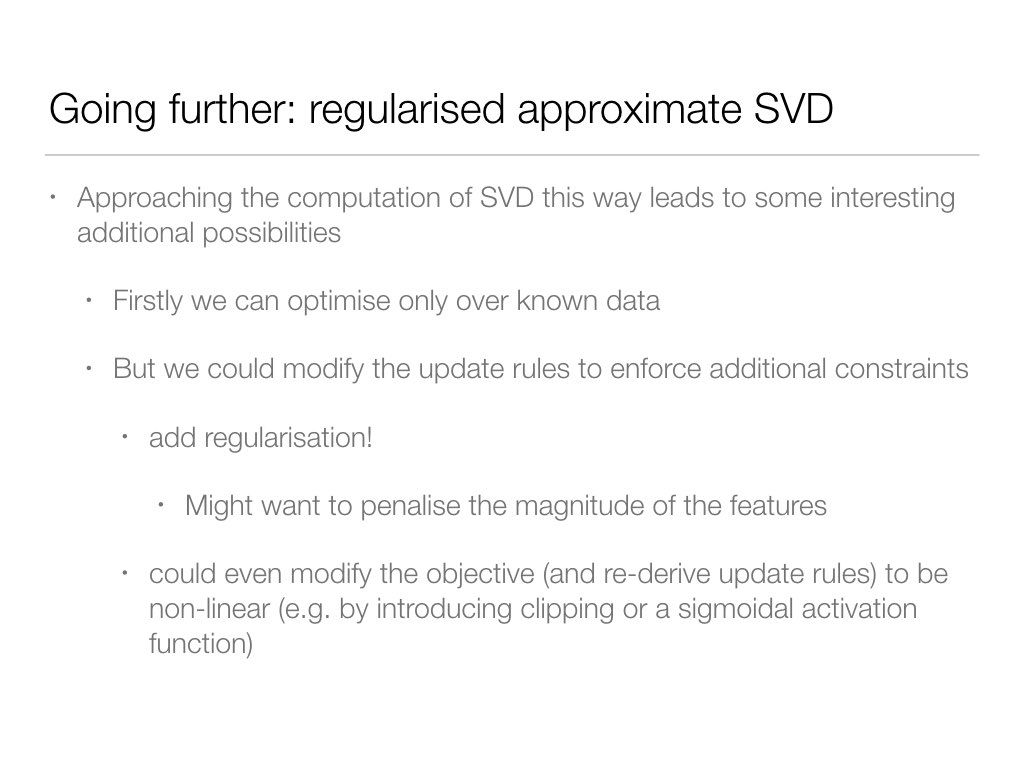 Going further: regularised approximate SVD
• Approaching the computation of SVD this way leads to some interesting
additional possibilities
• Firstly we can optimise only over known data
• But we could modify the update rules to enforce additional constraints
• add regularisation!
• Might want to penalise the magnitude of the features
• could even modify the objective (and re-derive update rules) to be
non-linear (e.g. by introducing clipping or a sigmoidal activation
function)